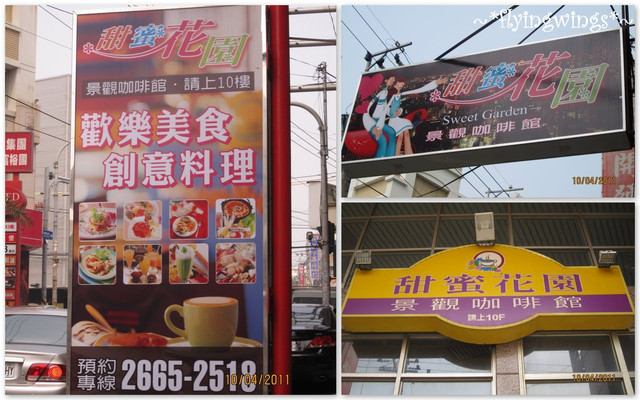 *甜蜜*花園
景觀咖啡館·請上10樓
歡樂美食
創意料理
預約
專線 2665-2518
10/04/2011
~*flyingwings*~
*甜蜜*花園
Sweet Garden
景觀咖啡館
10/04/2011
甜蜜花園
景觀咖啡館
請上10F
10/04/2011
集團